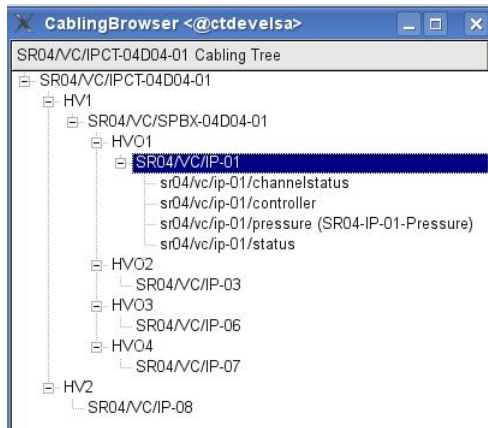 CablingBrowser <@ctdevelsa>
SR04/VC/IPCT-04D04-01 Cabling Tree
SR04/VC/IPCT-04D04-01
HV1
SR04/VC/SPBX-04D04-01
HVO1
SR04/VC/IP-01
sr04/vc/ip-01/channelstatus
sr04/vc/ip-01/controller
sr04/vc/ip-01/pressure (SR04-IP-01-Pressure)
sr04/vc/ip-01/status
HVO2
SR04/VC/IP-03
HVO3
SR04/VC/IP-06
HVO4
SR04/VC/IP-07
HV2
SR04/VC/IP-08